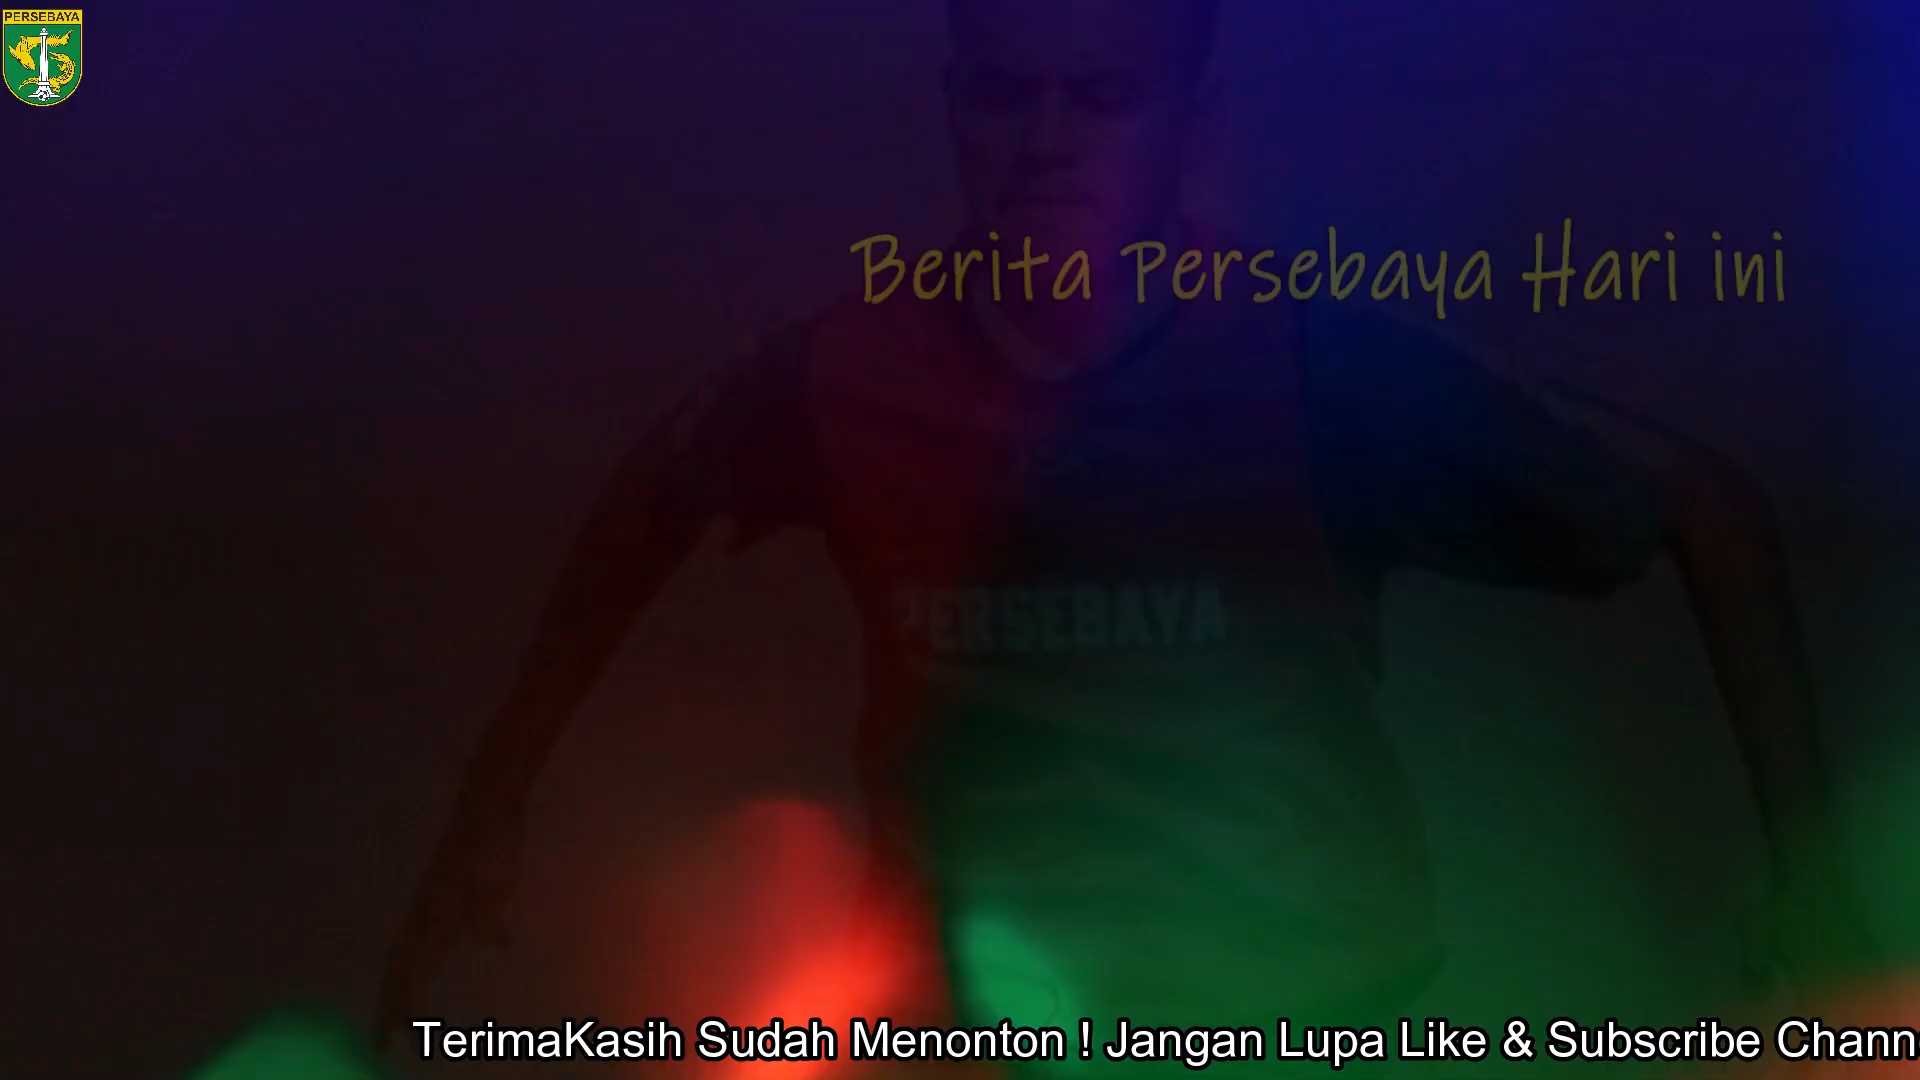 PERSEBAYA
Berita Persebaya Hari ini
PERSEBAYA
TerimaKasih Sudah Menonton ! Jangan Lupa Like & Subscribe Chann